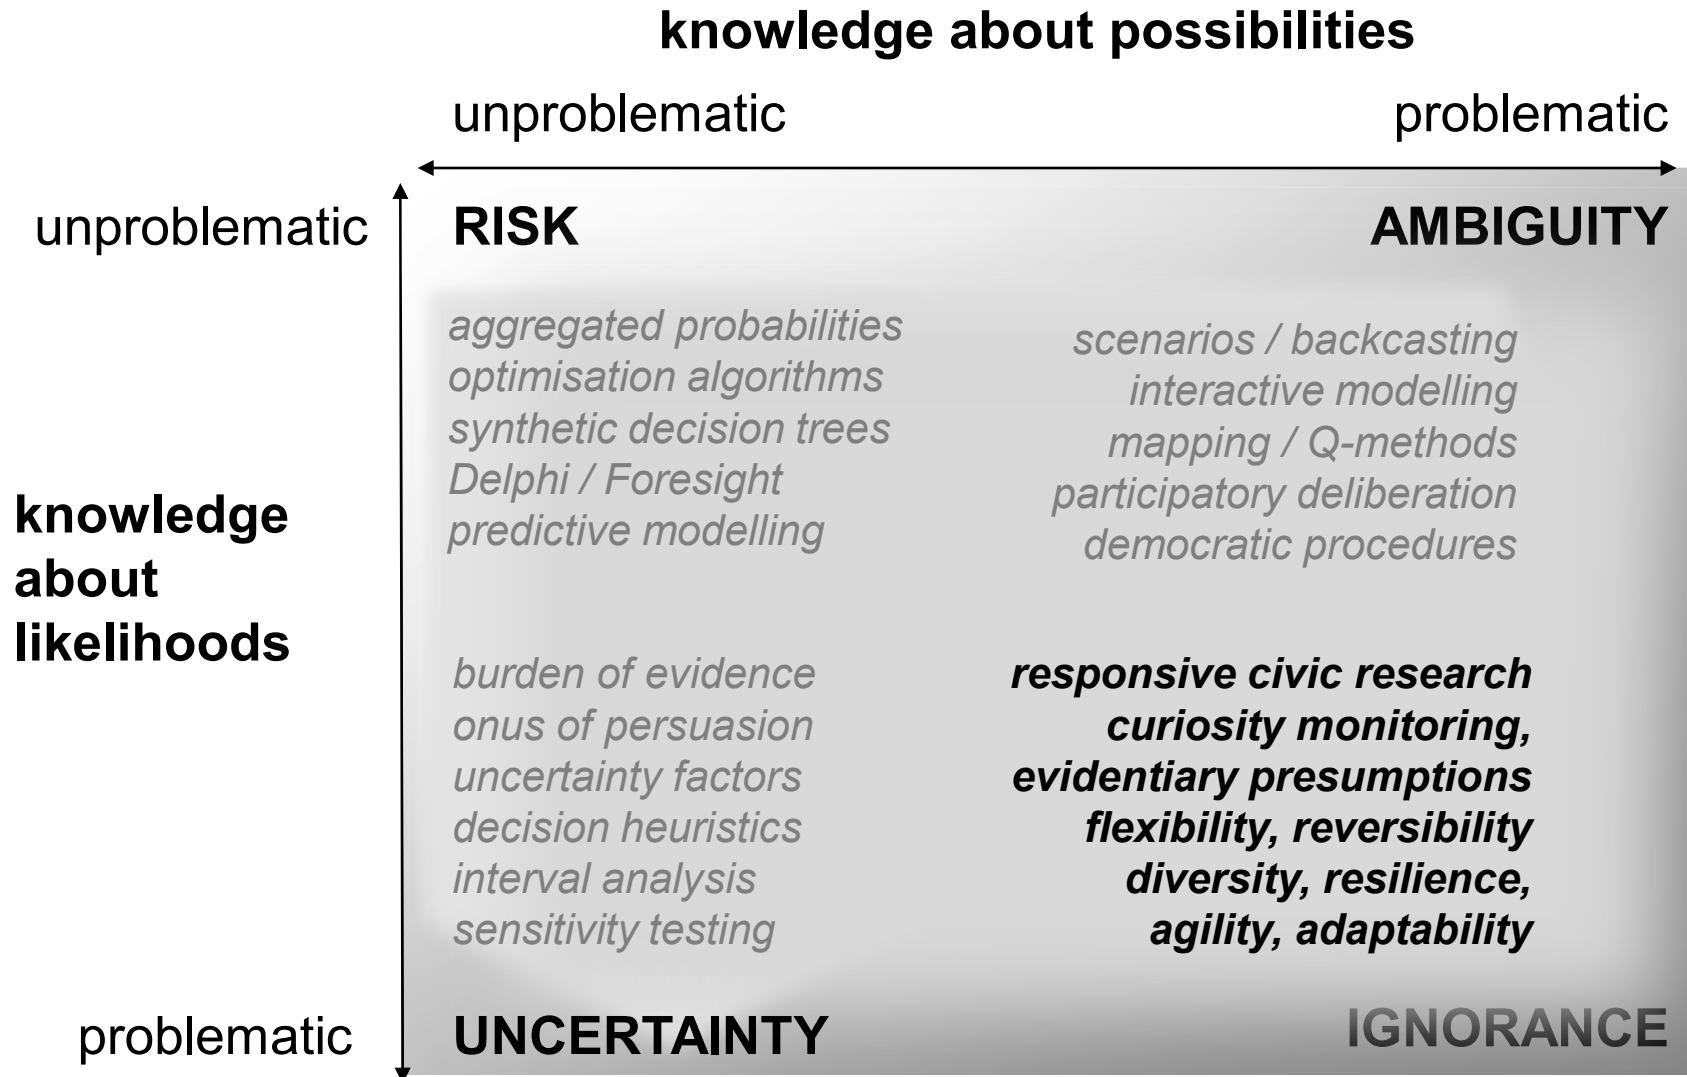 knowledge about possibilities
unproblematic problematic
unproblematic RISK AMBIGUITY
aggregated probabilities
optimisation algorithms
synthetic decision trees
Delphi / Foresight
predictive modelling
scenarios / backcasting
interactive modelling
mapping / Q-methods
participatory deliberation
democratic procedures
knowledge
about
likelihoods
burden of evidence
onus of persuasion
uncertainty factors
decision heuristics
interval analysis
sensitivity testing
responsive civic research
curiosity monitoring,
evidentiary presumptions
flexibility, reversibility
diversity, resilience,
agility, adaptability
problematic UNCERTAINTY IGNORANCE